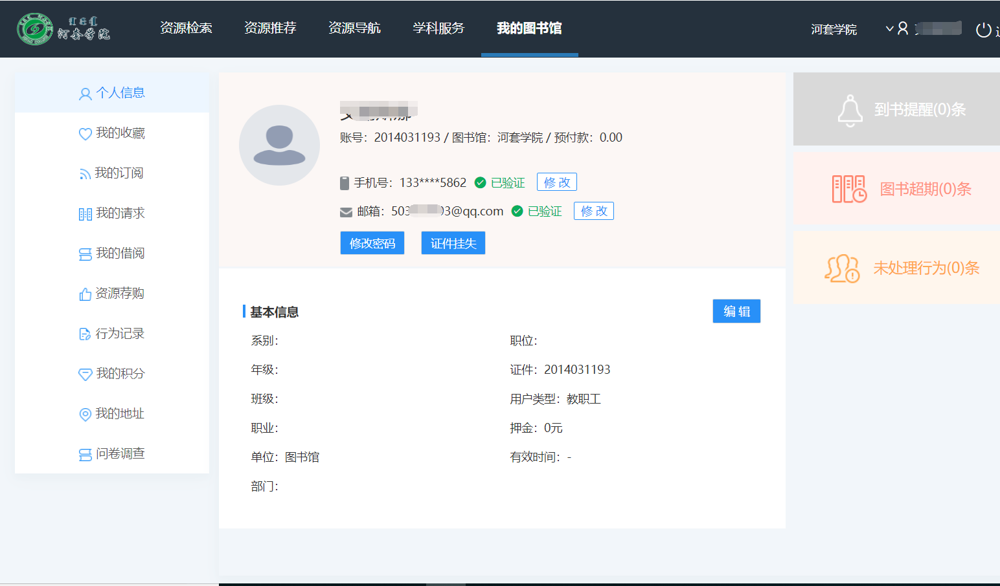 河套学院
资源检索 资源推荐 资源导航 学科服务 我的图书馆
河套学院
个人信息
我的收藏
我的订阅
我的请求
我的借阅
资源荐购
行为记录
我的积分
我的地址
问卷调查
账号：2014031193 / 图书馆：河套学院 / 预付款：0.00
手机号：133****5862 已验证 修 改
邮箱：503 03@qq.com 已验证 修 改
修改密码 证件挂失
到书提醒(0)条
图书超期(0)条
未处理行为(0)条
基本信息 编 辑
系别： 职位：
年级： 证件：2014031193
班级： 用户类型：教职工
职业： 押金：0元
单位：图书馆 有效时间：-
部门：